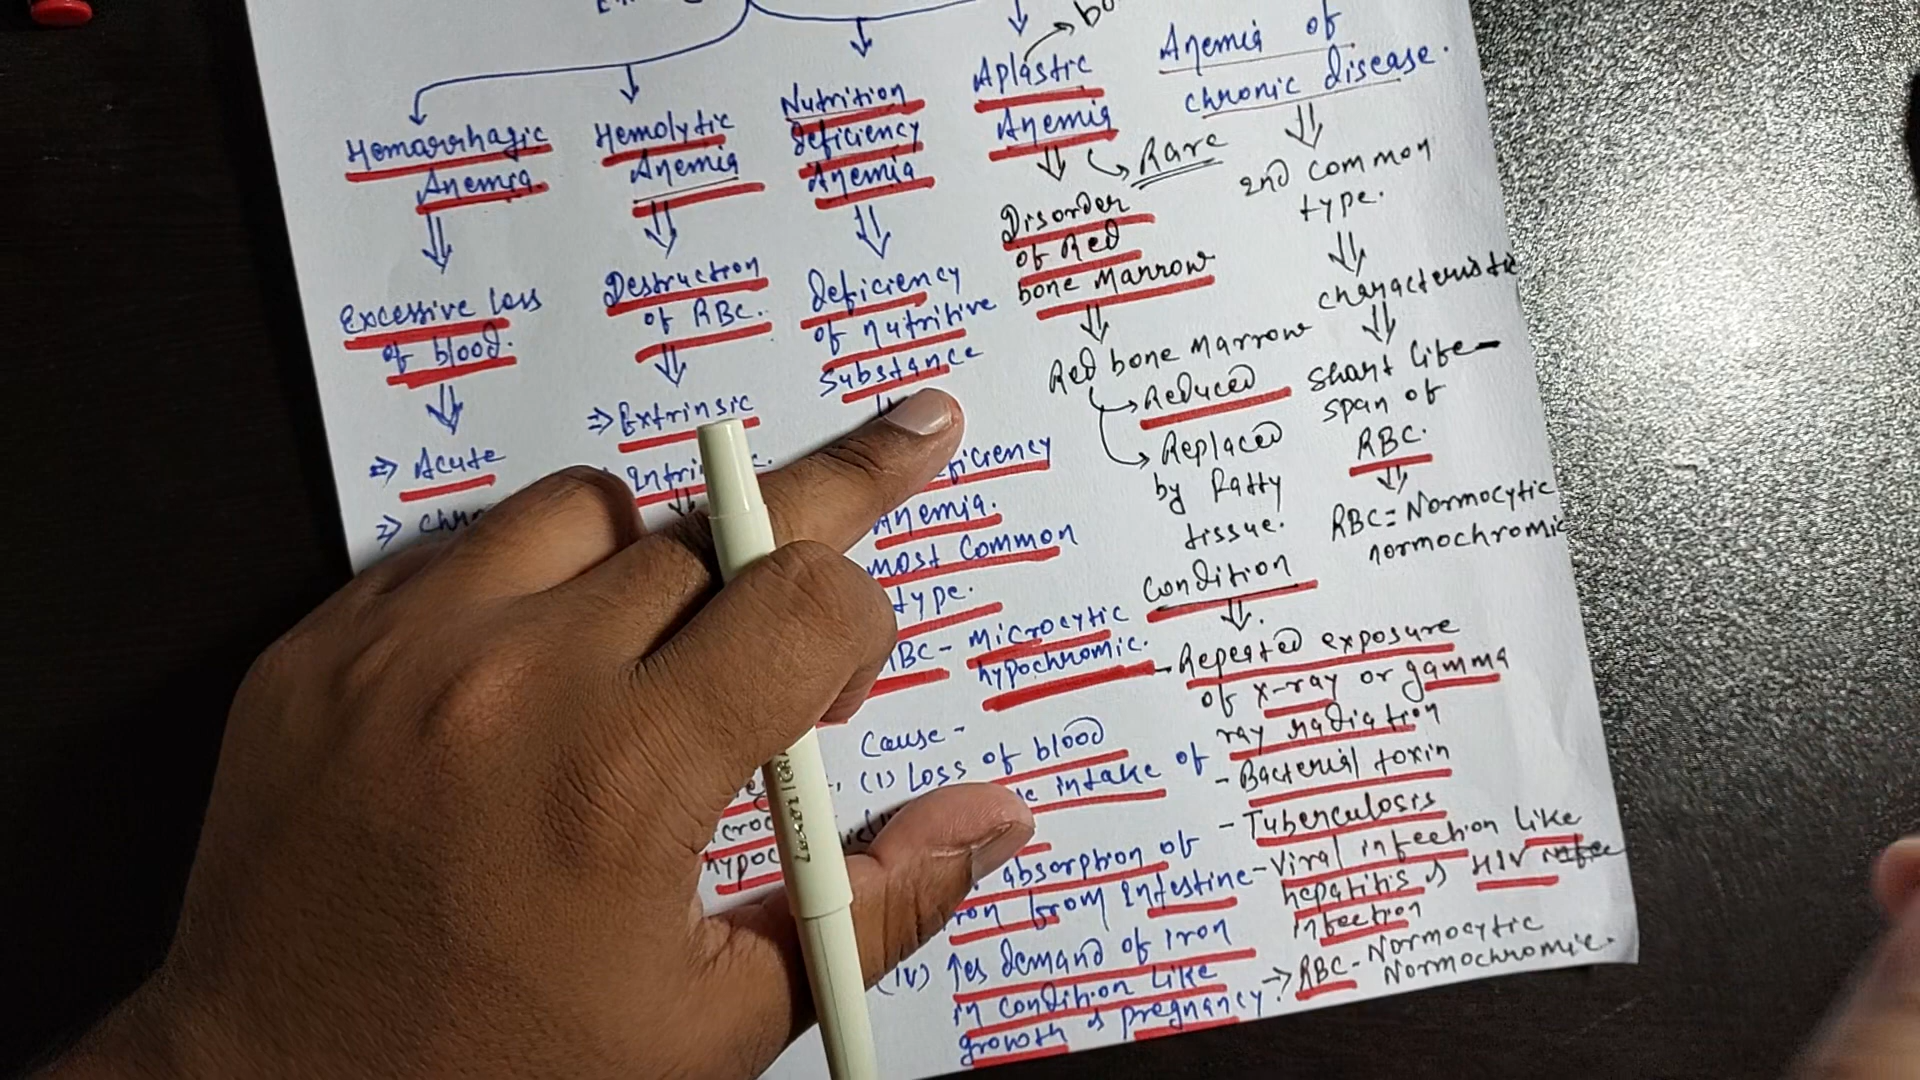 Hemorrhagic
Anemia.
Excessive loss
of blood.
⇒ Acute
Hemolytic
Anemia
Destruction
of RBC.
⇒ Extrinsic
Nutrition
deficiency
Anemia
Deficiency
of nutritive
Substance
Anemia.
most common
type.
microcytic
hypochromic.
Cause -
(i) Loss of blood
intake of
absorption of
from Intestine
(iv) ↑es demand of iron
in condition like
growth & pregnancy.
Aplastic
Anemia
Rare
Disorder
of Red
bone Marrow
Red bone Marrow
Reduced
Replaced
by Fatty
tissue.
Condition
- Repeated exposure
of x-ray or gamma
ray radiation
- Bacterial toxin
- Tuberculosis
- Viral infection like
hepatitis & HIV
infection
⇒ RBC - Normocytic
Normochromic.
Anemia of
chronic disease.
2nd common
type.
characteristic
Short life-
span of
RBC.
RBC = Normocytic
normochromic